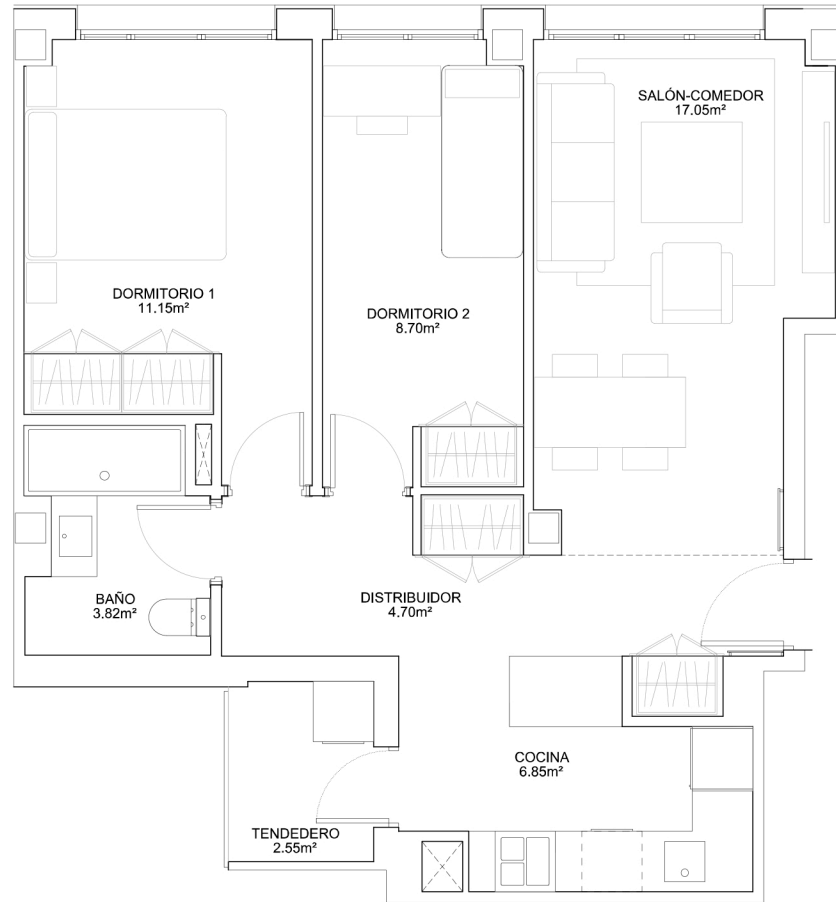 SALÓN-COMEDOR
17.05m²
DORMITORIO 1
11.15m²
DORMITORIO 2
8.70m²
BAÑO
3.82m²
DISTRIBUIDOR
4.70m²
COCINA
6.85m²
TENDEDERO
2.55m²